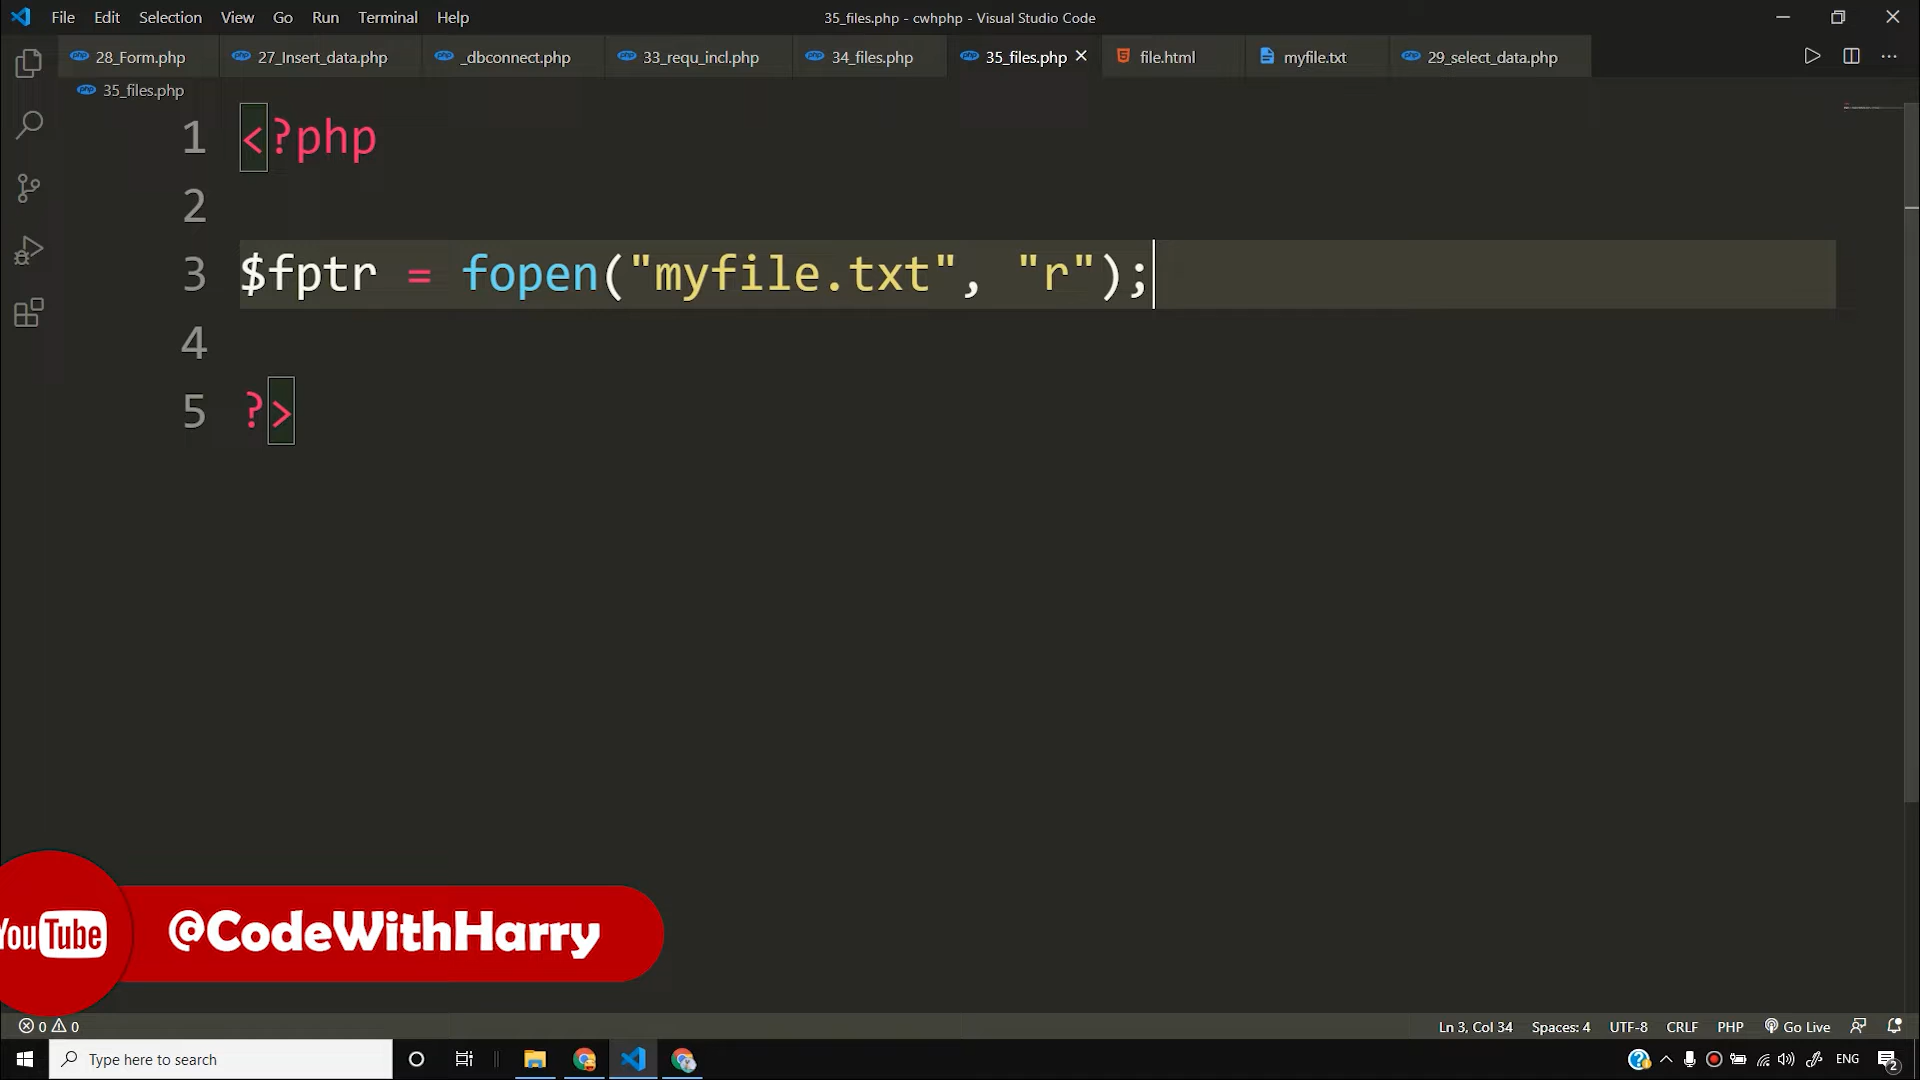 File Edit Selection View Go Run Terminal Help
35_files.php - cwhphp - Visual Studio Code
28_Form.php 27_Insert_data.php _dbconnect.php 33_requ_incl.php 34_files.php 35_files.php file.html myfile.txt 29_select_data.php
35_files.php
1 <?php
2
3 $fptr = fopen("myfile.txt", "r");
4
5 ?>
YouTube @CodeWithHarry
0 0 Ln 3, Col 34 Spaces: 4 UTF-8 CRLF PHP Go Live
Type here to search ENG 2